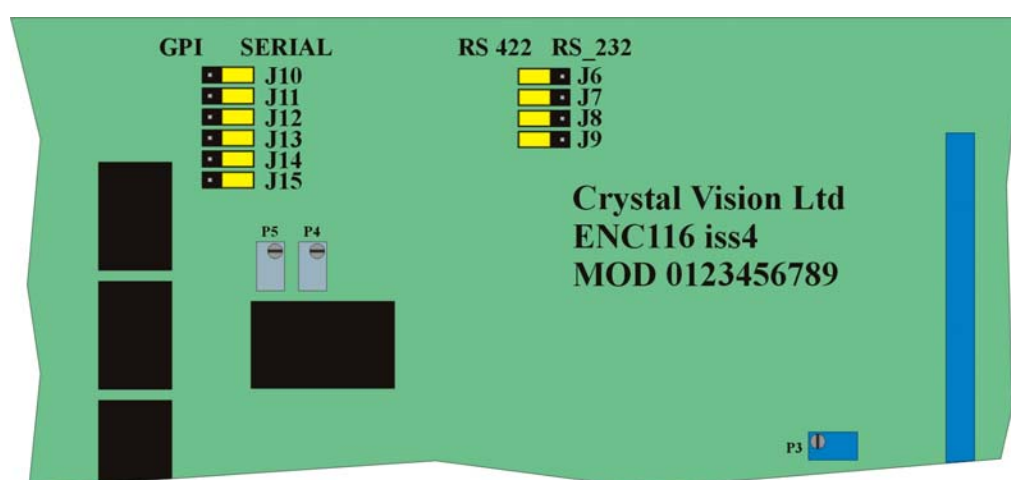 GPI SERIAL
J10
J11
J12
J13
J14
J15
RS 422 RS_232
J6
J7
J8
J9
P5 P4
Crystal Vision Ltd
ENC116 iss4
MOD 0123456789
P3